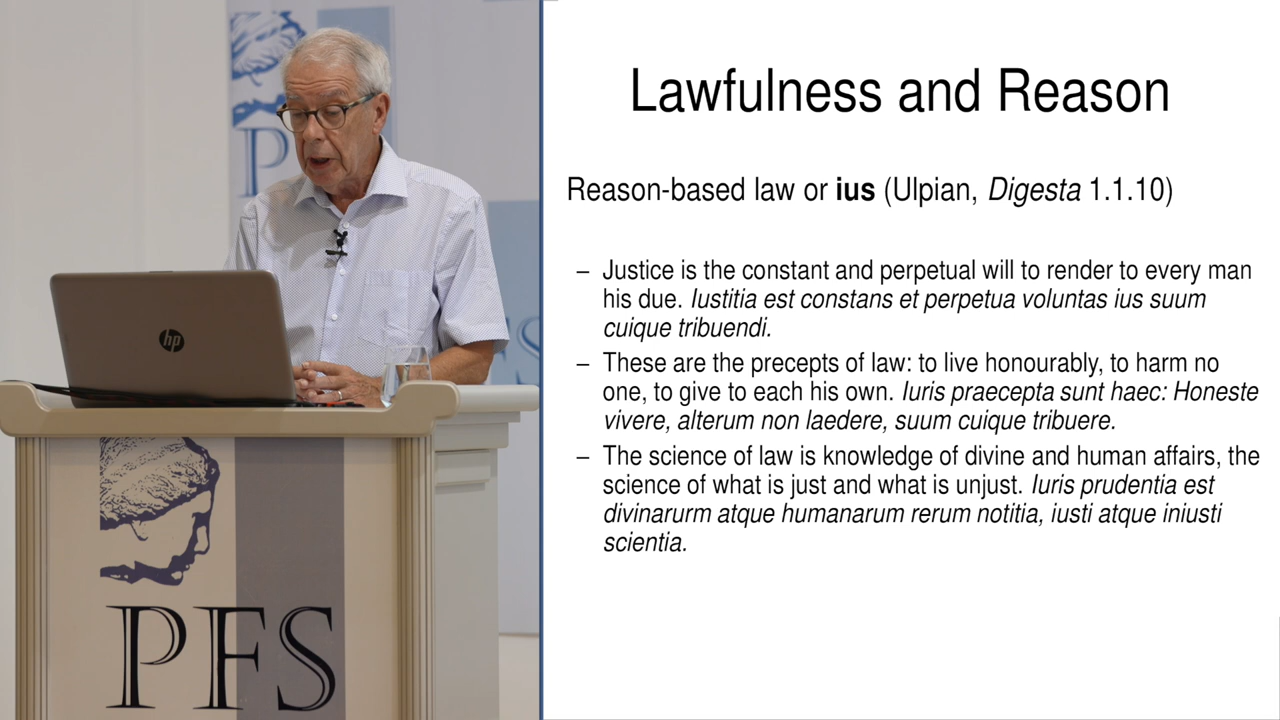 P
S
hp
PFS
Lawfulness and Reason
Reason-based law or ius (Ulpian, Digesta 1.1.10)
– Justice is the constant and perpetual will to render to every man
his due. Iustitia est constans et perpetua voluntas ius suum
cuique tribuendi.
– These are the precepts of law: to live honourably, to harm no
one, to give to each his own. Iuris praecepta sunt haec: Honeste
vivere, alterum non laedere, suum cuique tribuere.
– The science of law is knowledge of divine and human affairs, the
science of what is just and what is unjust. Iuris prudentia est
divinarurm atque humanarum rerum notitia, iusti atque iniusti
scientia.